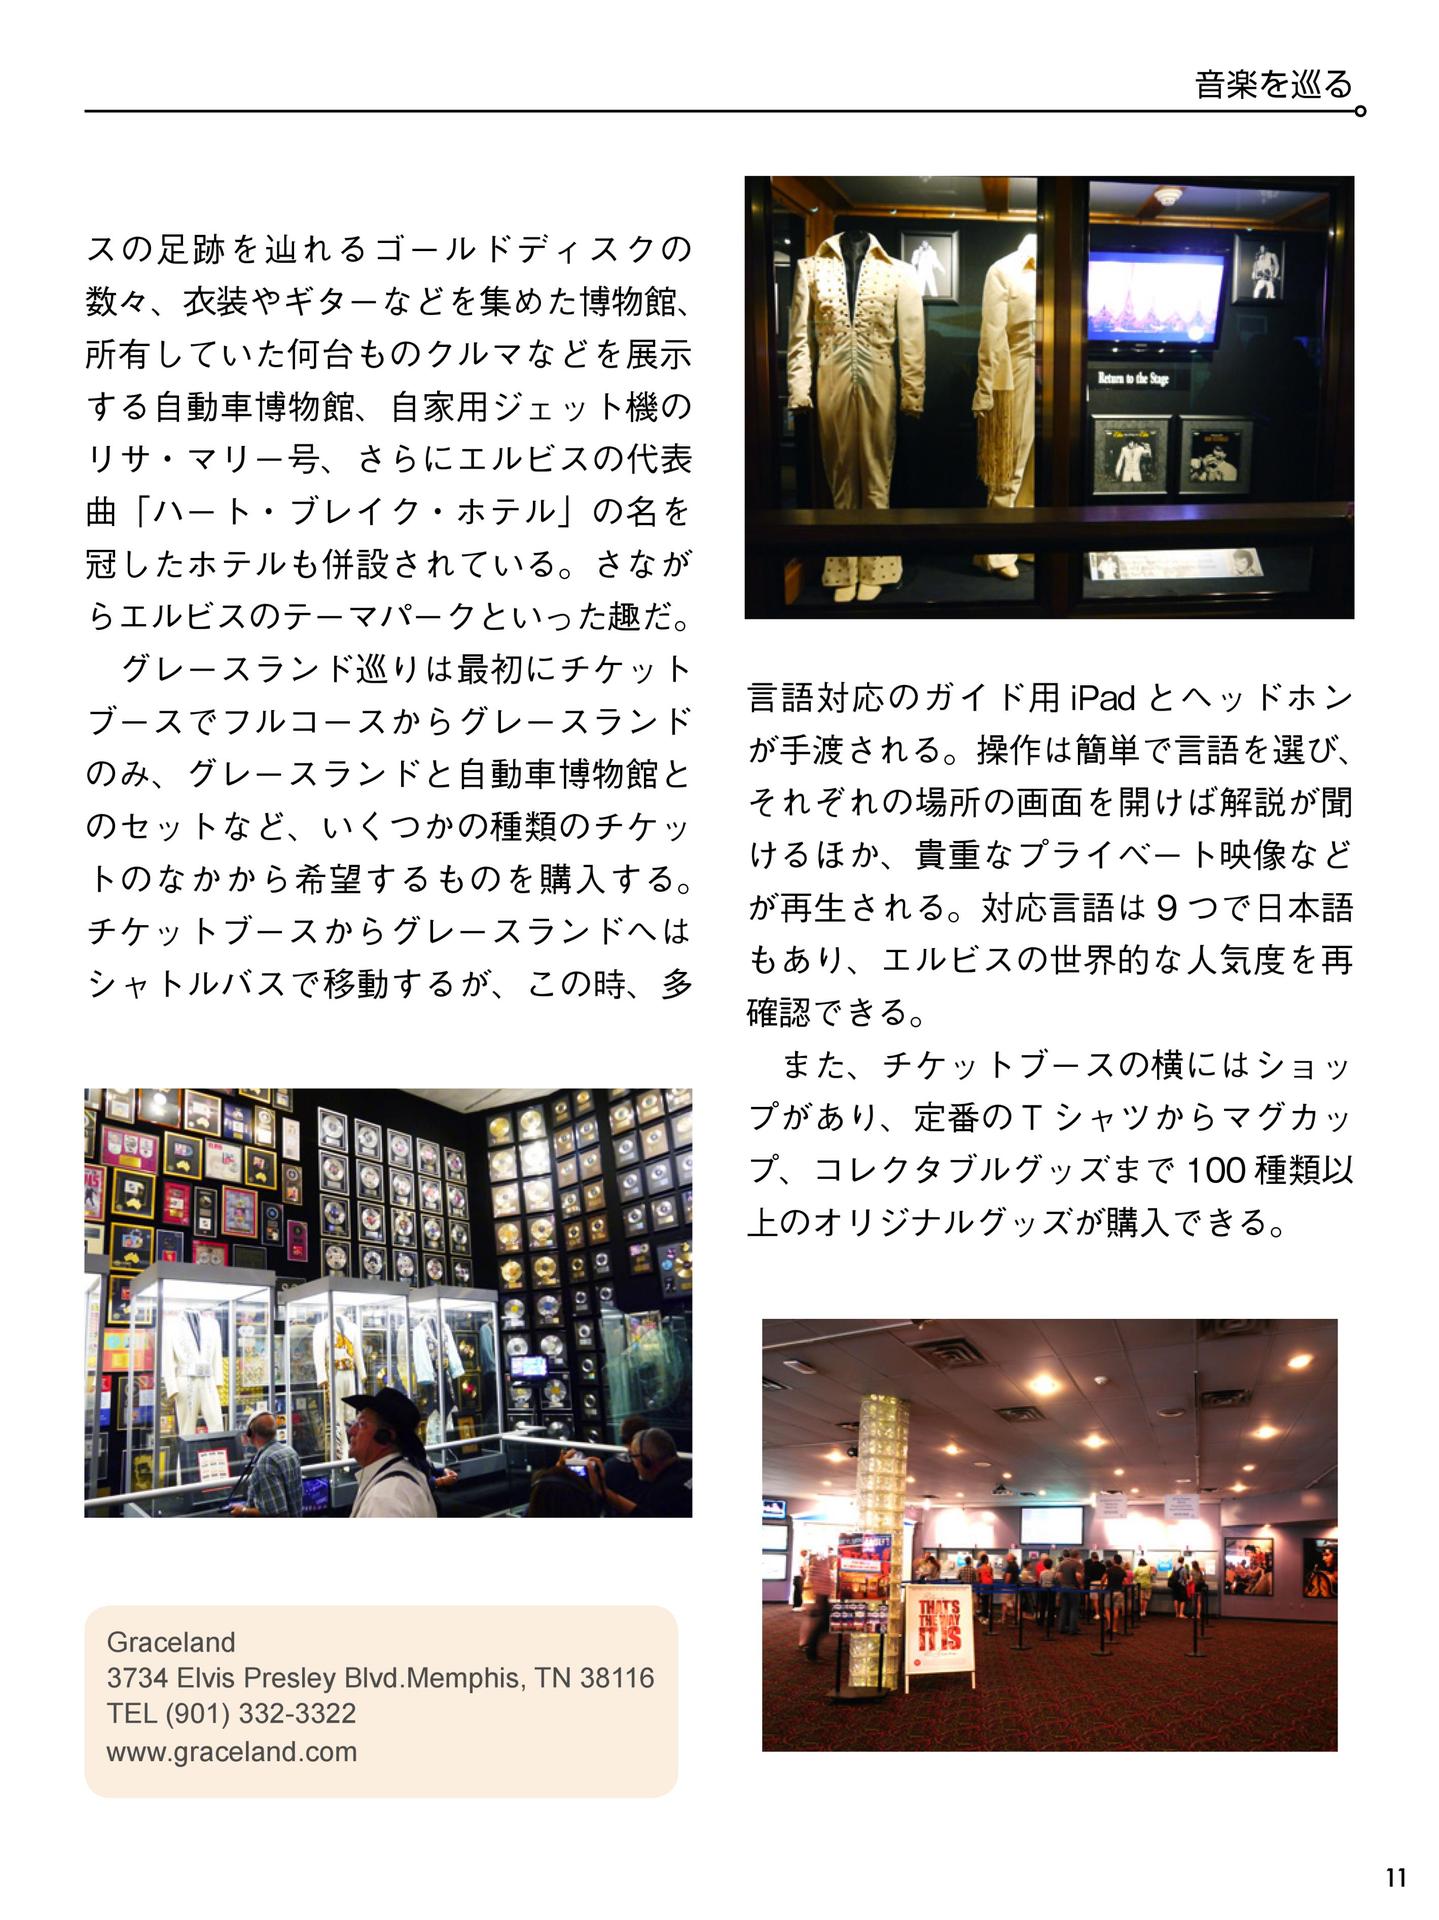 音楽を巡る
スの足跡を辿れるゴールドディスクの
数々、衣装やギターなどを集めた博物館、
所有していた何台ものクルマなどを展示
する自動車博物館、自家用ジェット機の
リサ・マリー号、さらにエルビスの代表
曲「ハート・ブレイク・ホテル」の名を
冠したホテルも併設されている。さなが
らエルビスのテーマパークといった趣だ。
　グレースランド巡りは最初にチケット
ブースでフルコースからグレースランド
のみ、グレースランドと自動車博物館と
のセットなど、いくつかの種類のチケッ
トのなかから希望するものを購入する。
チケットブースからグレースランドへは
シャトルバスで移動するが、この時、多
Return to the Stage
言語対応のガイド用 iPad とヘッドホン
が手渡される。操作は簡単で言語を選び、
それぞれの場所の画面を開けば解説が聞
けるほか、貴重なプライベート映像など
が再生される。対応言語は 9 つで日本語
もあり、エルビスの世界的な人気度を再
確認できる。
　また、チケットブースの横にはショッ
プがあり、定番の T シャツからマグカッ
プ、コレクタブルグッズまで 100 種類以
上のオリジナルグッズが購入できる。
THAT'S
THE WAY
IT IS
Graceland
3734 Elvis Presley Blvd.Memphis, TN 38116
TEL (901) 332-3322
www.graceland.com
11